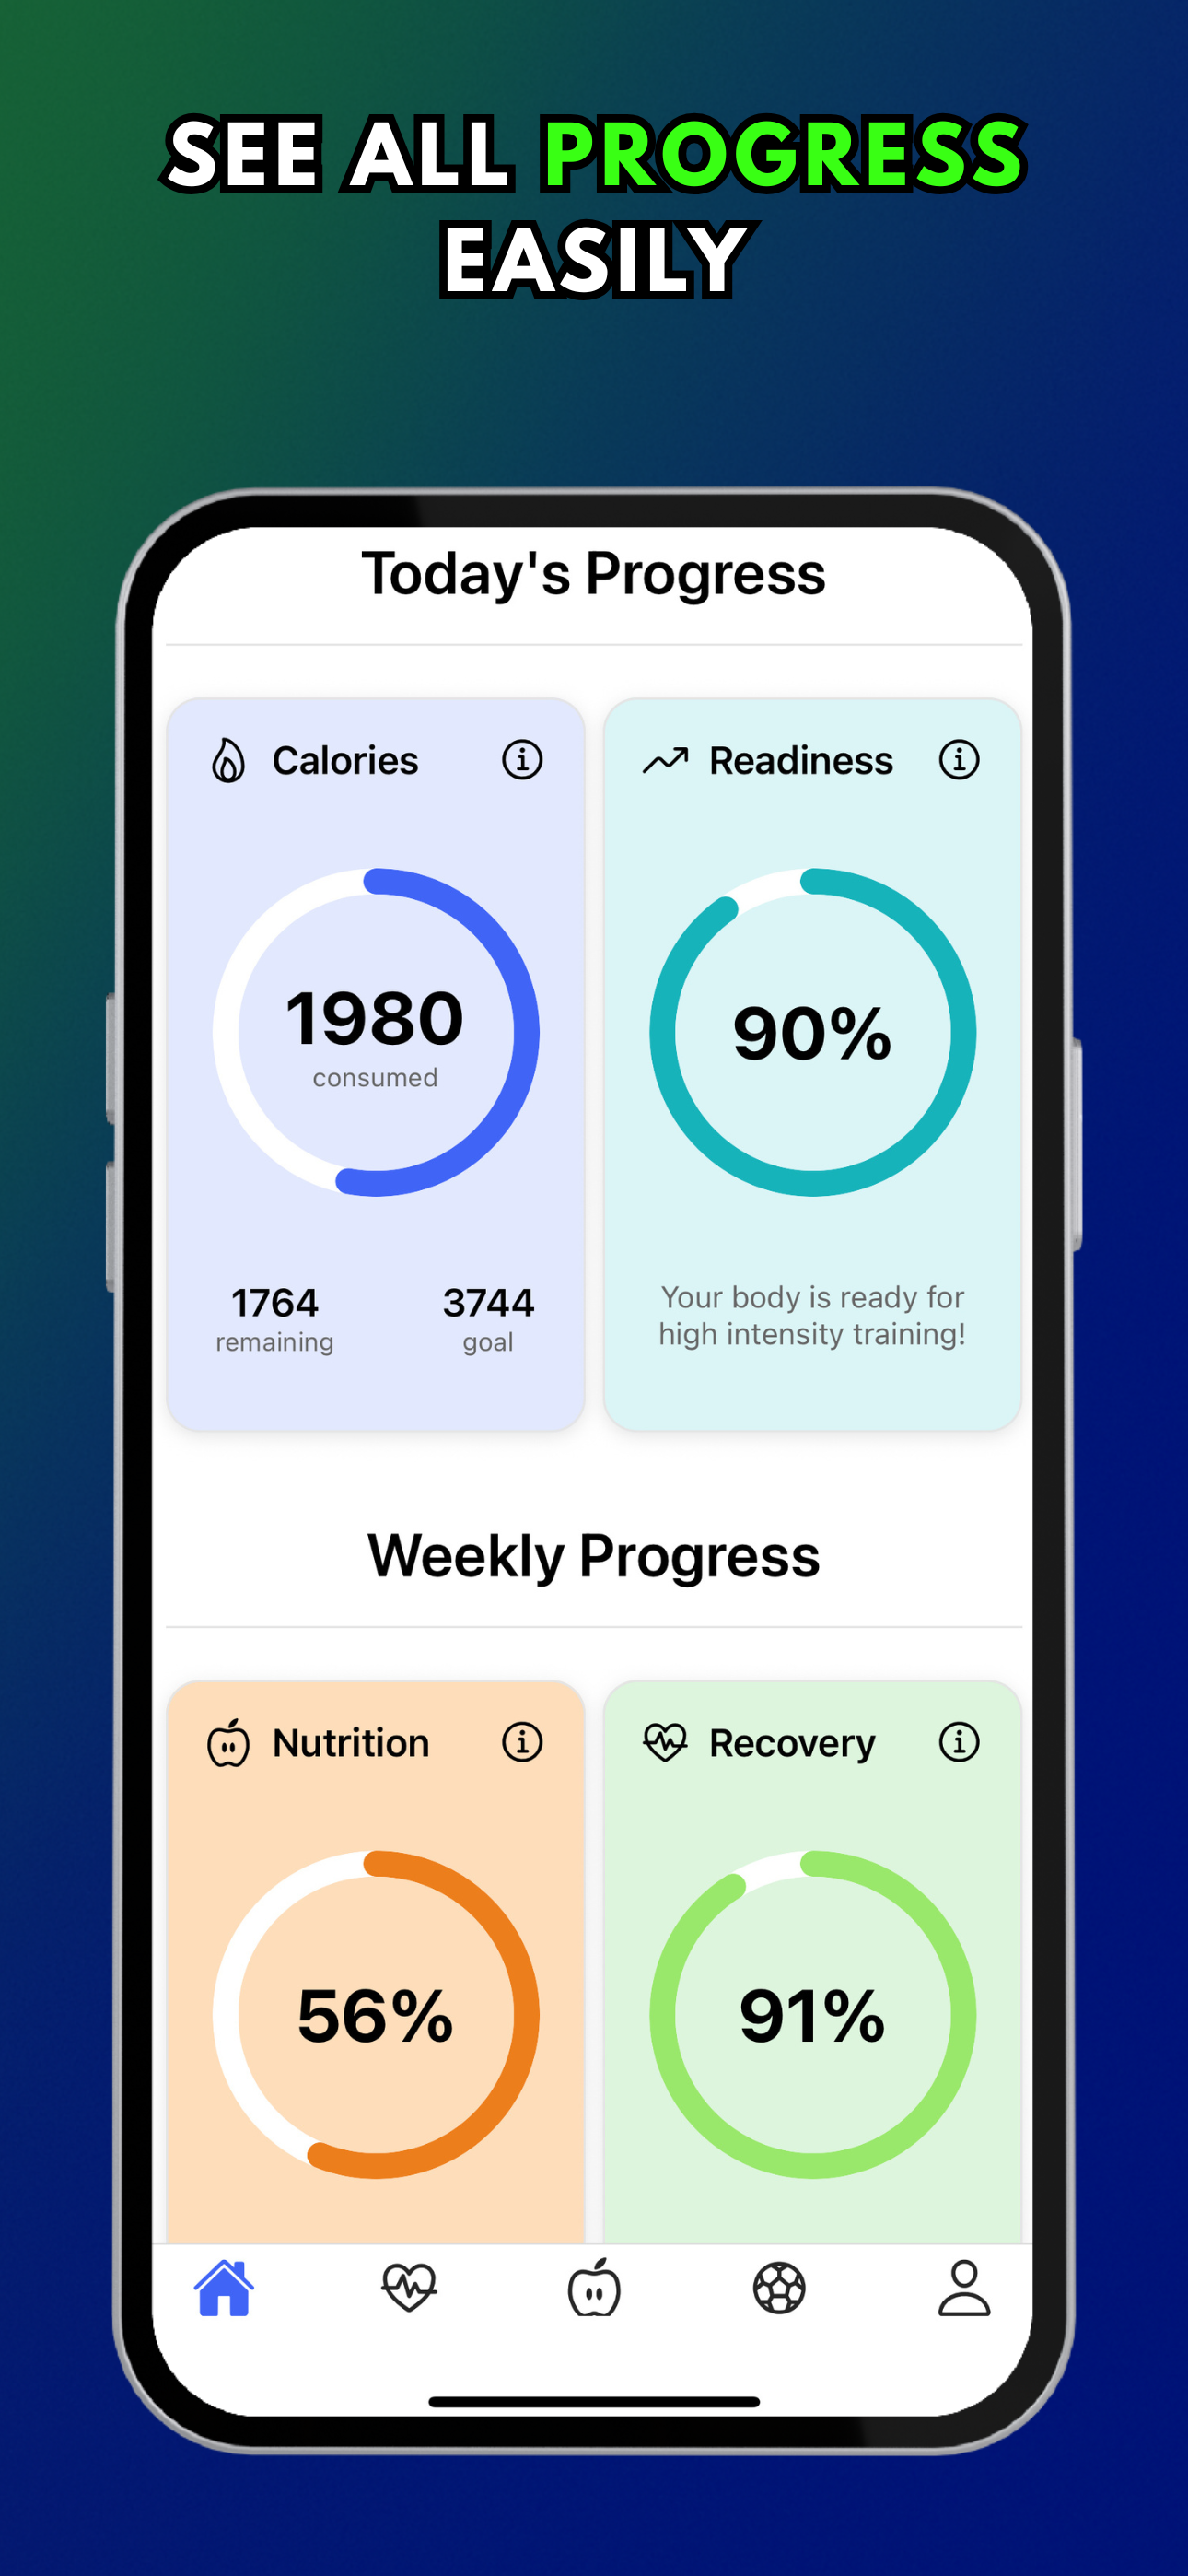 SEE ALL PROGRESS
EASILY
Today's Progress
Calories
Readiness
1980
consumed
90%
1764
remaining
3744
goal
Your body is ready for
high intensity training!
Weekly Progress
Nutrition
Recovery
56%
91%